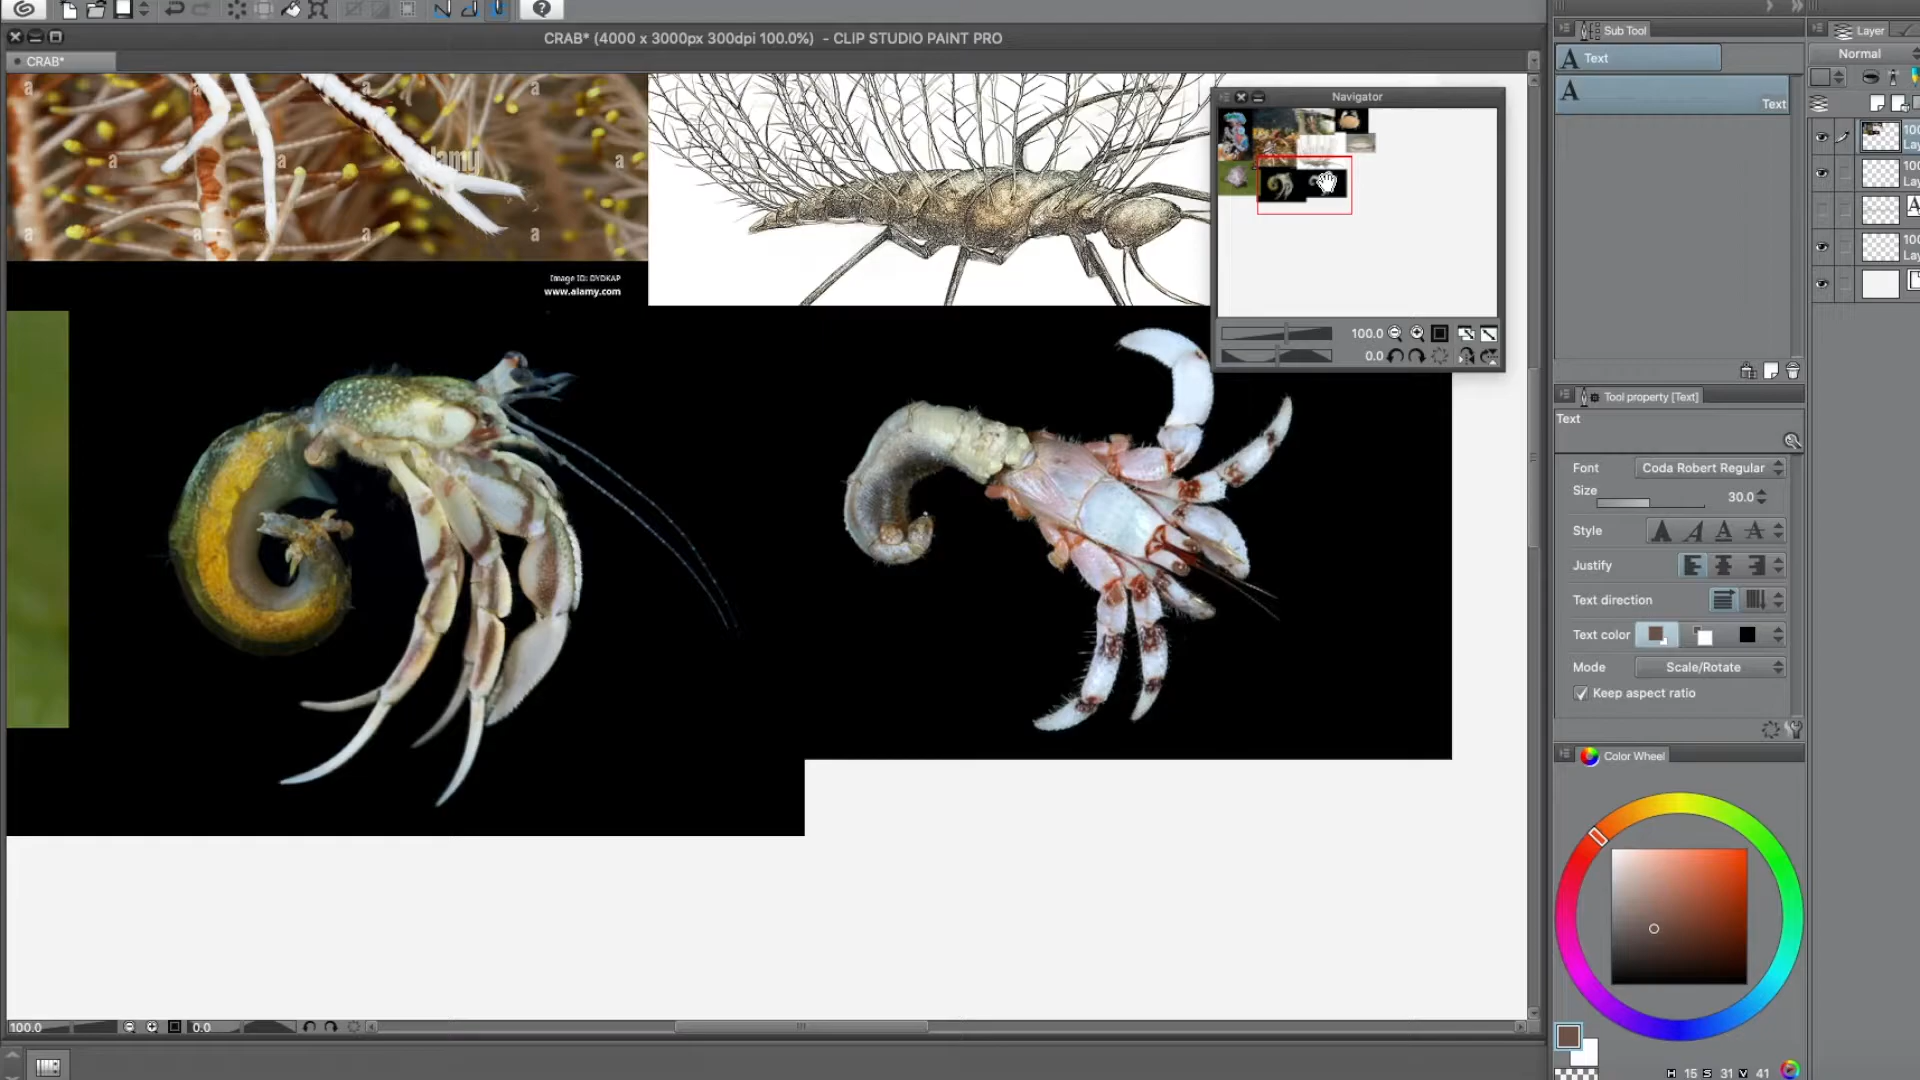 CRAB* (4000 x 3000px 300dpi 100.0%) - CLIP STUDIO PAINT PRO
CRAB*
Navigator
100.0
0.0
Sub Tool
Text
Text
Layer
Normal
Tool property [Text]
Text
Font
Coda Robert Regular
Size
30.0
Style
Justify
Text direction
Text color
Mode
Scale/Rotate
Keep aspect ratio
Color Wheel
H 15 S 31 V 41
a
a
a
a
alamy
a
a
a
a
Image ID: DYDKAP
www.alamy.com
100.0
0.0